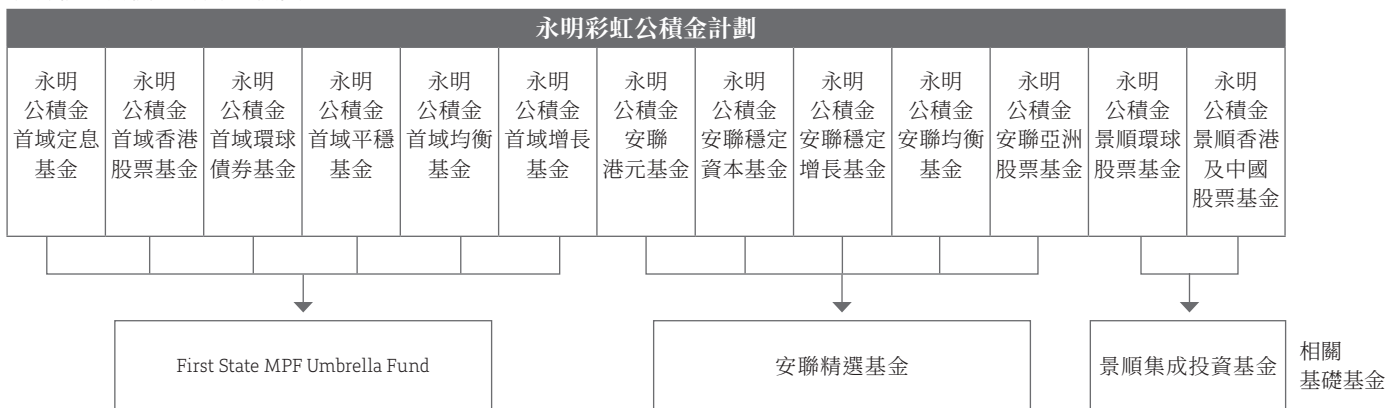 永明彩虹公積金計劃
永明
公積金
首域定息
基金
永明
公積金
首域香港
股票基金
永明
公積金
首域環球
債券基金
永明
公積金
首域平穩
基金
永明
公積金
首域均衡
基金
永明
公積金
首域增長
基金
永明
公積金
安聯
港元基金
永明
公積金
安聯穩定
資本基金
永明
公積金
安聯穩定
增長基金
永明
公積金
安聯均衡
基金
永明
公積金
安聯亞洲
股票基金
永明
公積金
景順環球
股票基金
永明
公積金
景順香港
及中國
股票基金
First State MPF Umbrella Fund
安聯精選基金
景順集成投資基金
相關
基礎基金